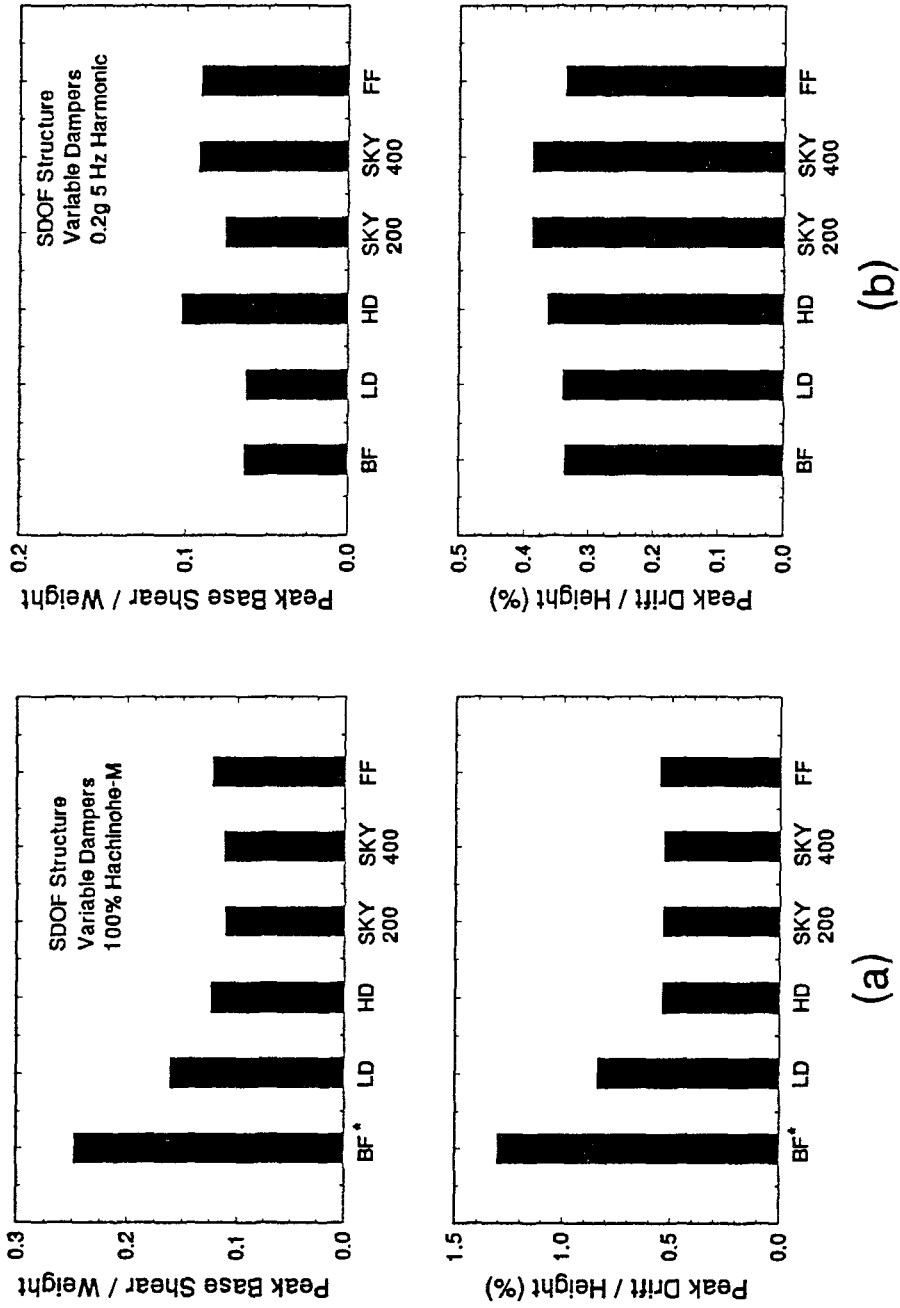 Peak Base Shear / Weight
0.3
0.2
0.1
0.0
SDOF Structure
Variable Dampers
100% Hachinohe-M
BF* LD HD SKY 200 SKY 400 FF
Peak Drift / Height (%)
1.5
1.0
0.5
0.0
BF* LD HD SKY 200 SKY 400 FF
(a)
Peak Base Shear / Weight
0.2
0.1
0.0
SDOF Structure
Variable Dampers
0.2g 5 Hz Harmonic
BF LD HD SKY 200 SKY 400 FF
Peak Drift / Height (%)
0.5
0.4
0.3
0.2
0.1
0.0
BF LD HD SKY 200 SKY 400 FF
(b)